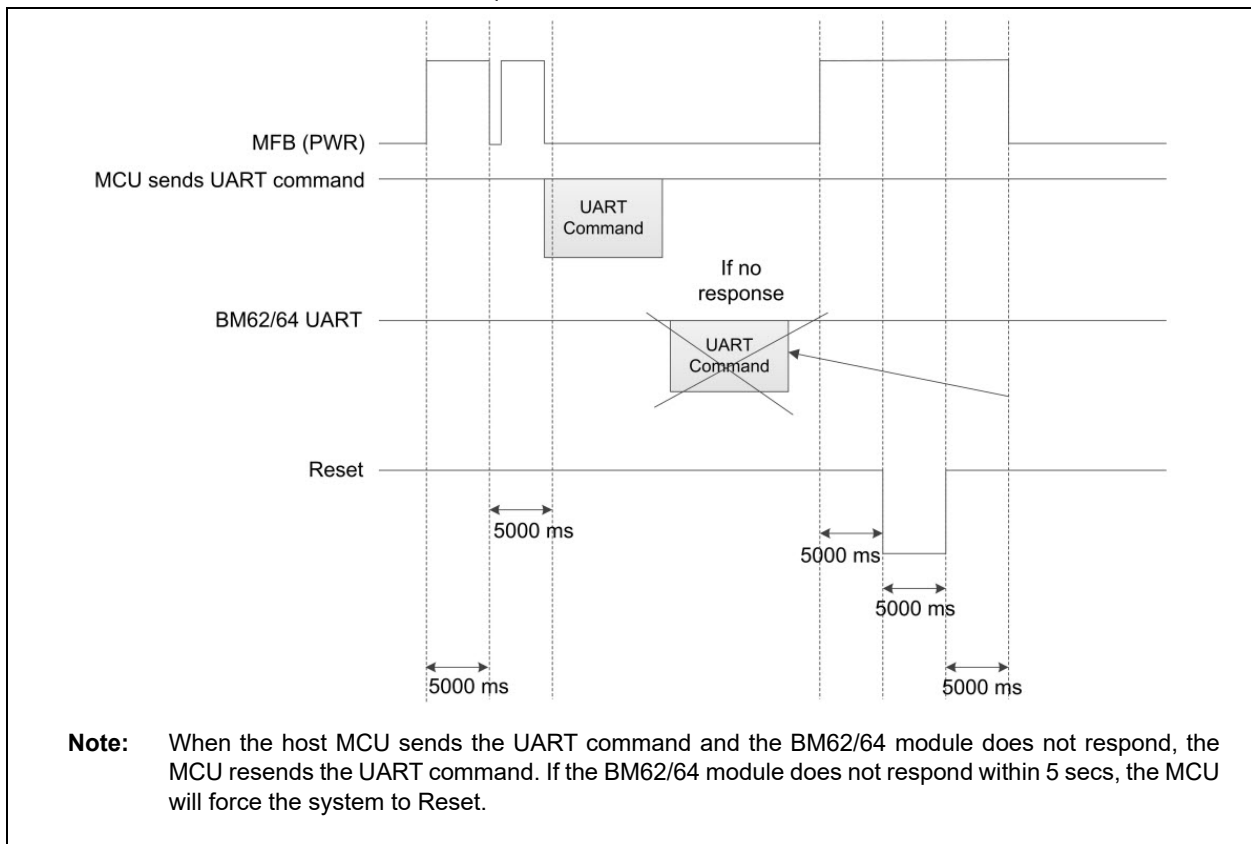 MFB (PWR)
MCU sends UART command
UART
Command
If no
response
BM62/64 UART
UART
Command
Reset
5000 ms
5000 ms
5000 ms
5000 ms
5000 ms
Note: When the host MCU sends the UART command and the BM62/64 module does not respond, the
MCU resends the UART command. If the BM62/64 module does not respond within 5 secs, the MCU
will force the system to Reset.